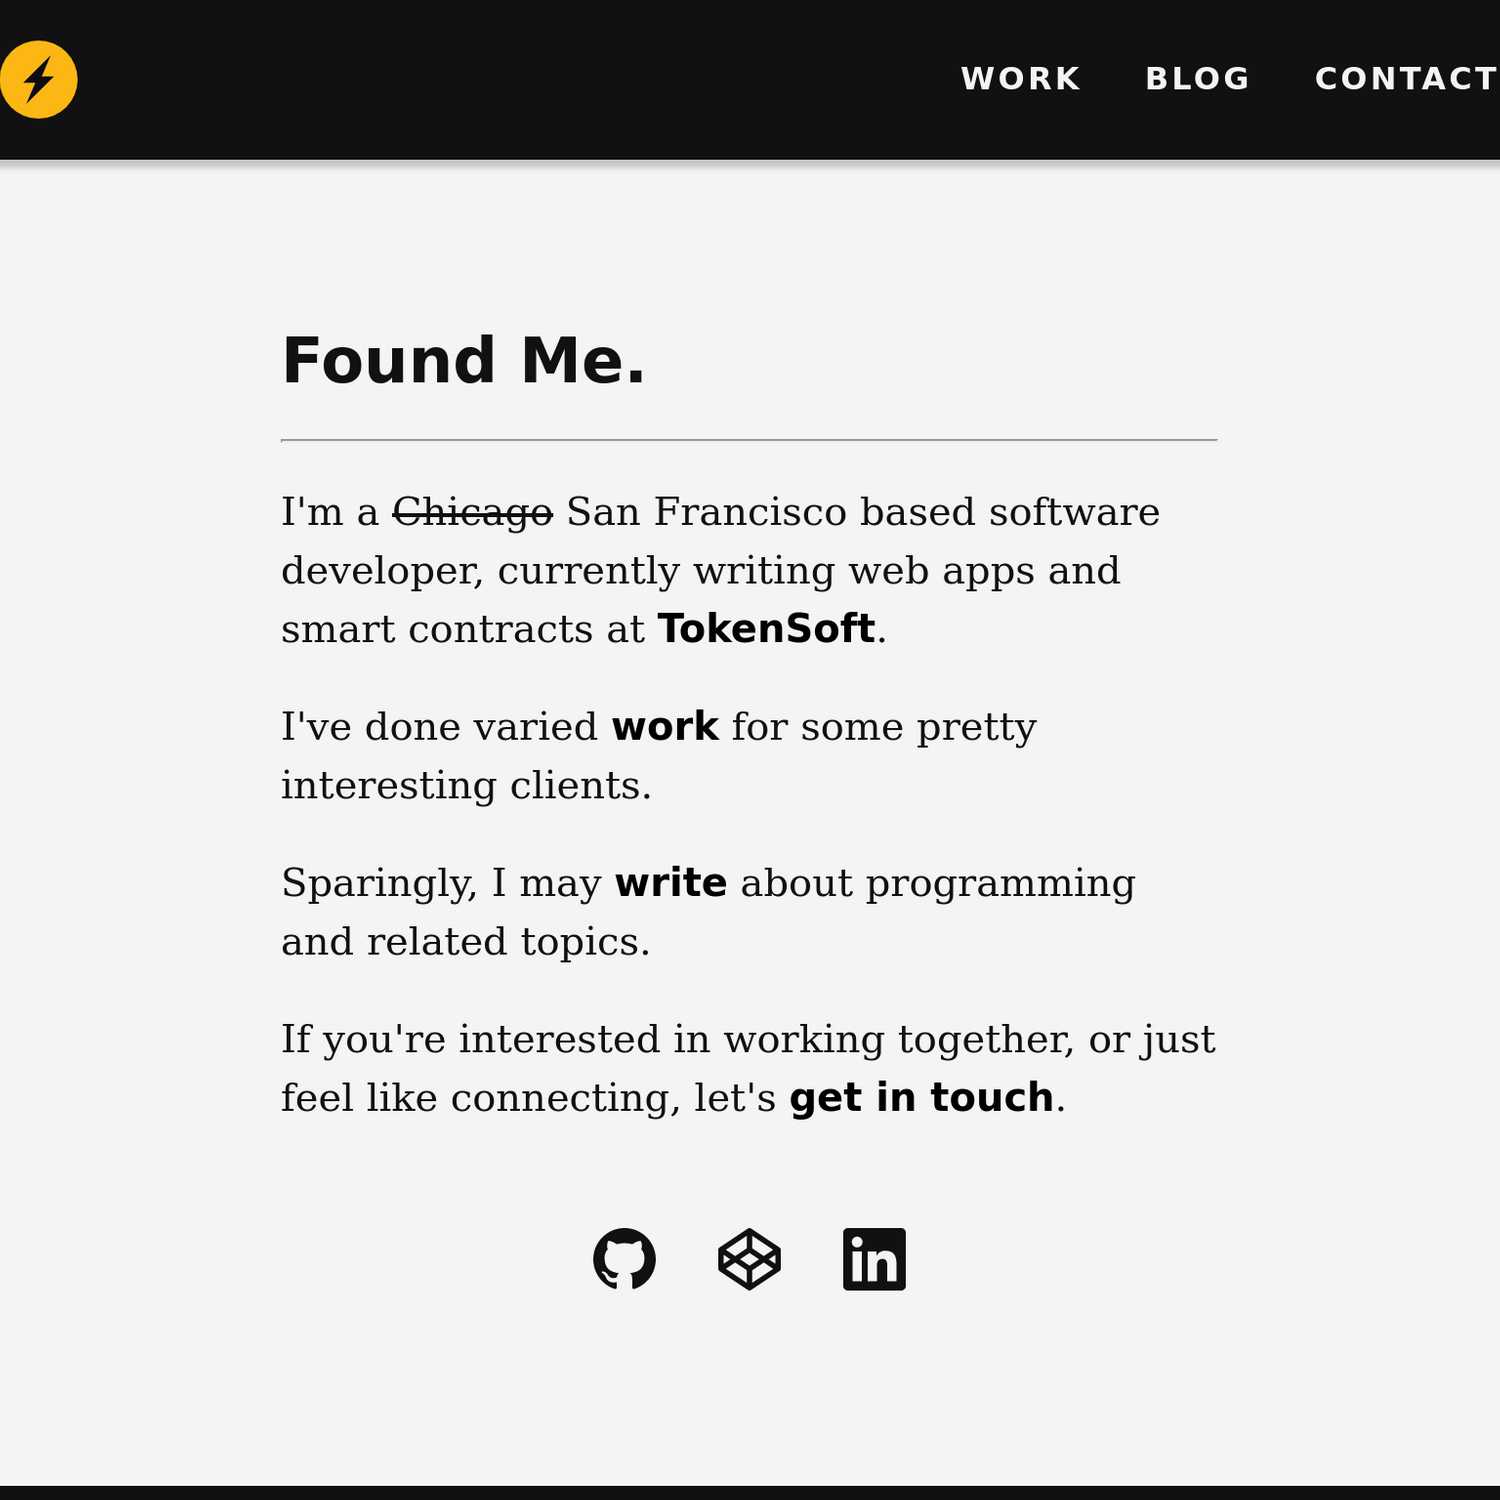 WORK BLOG CONTACT
Found Me.
I'm a Chicago San Francisco based software
developer, currently writing web apps and
smart contracts at TokenSoft.
I've done varied work for some pretty
interesting clients.
Sparingly, I may write about programming
and related topics.
If you're interested in working together, or just
feel like connecting, let's get in touch.
in